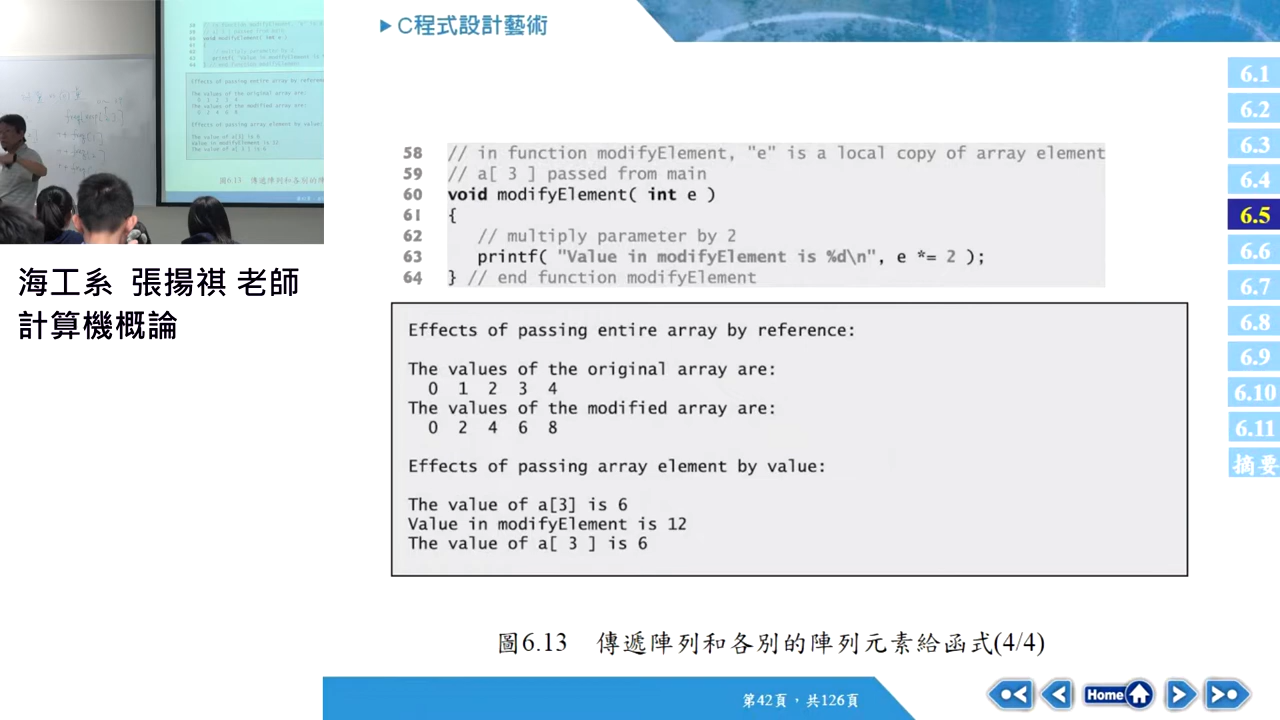 C程式設計藝術
58 // in function modifyElement, "e" is a local copy of array element
59 // a[ 3 ] passed from main
60 void modifyElement( int e )
61 {
62 // multiply parameter by 2
63 printf( "Value in modifyElement is %d\n", e *= 2 );
64 } // end function modifyElement
Effects of passing entire array by reference:
The values of the original array are:
0 1 2 3 4
The values of the modified array are:
0 2 4 6 8
Effects of passing array element by value:
The value of a[3] is 6
Value in modifyElement is 12
The value of a[ 3 ] is 6
圖6.13 傳遞陣列和各別的陣列元素給函式(4/4)
第42頁，共126頁
Home
6.1
6.2
6.3
6.4
6.5
6.6
6.7
6.8
6.9
6.10
6.11
摘要
海工系 張揚祺 老師
計算機概論